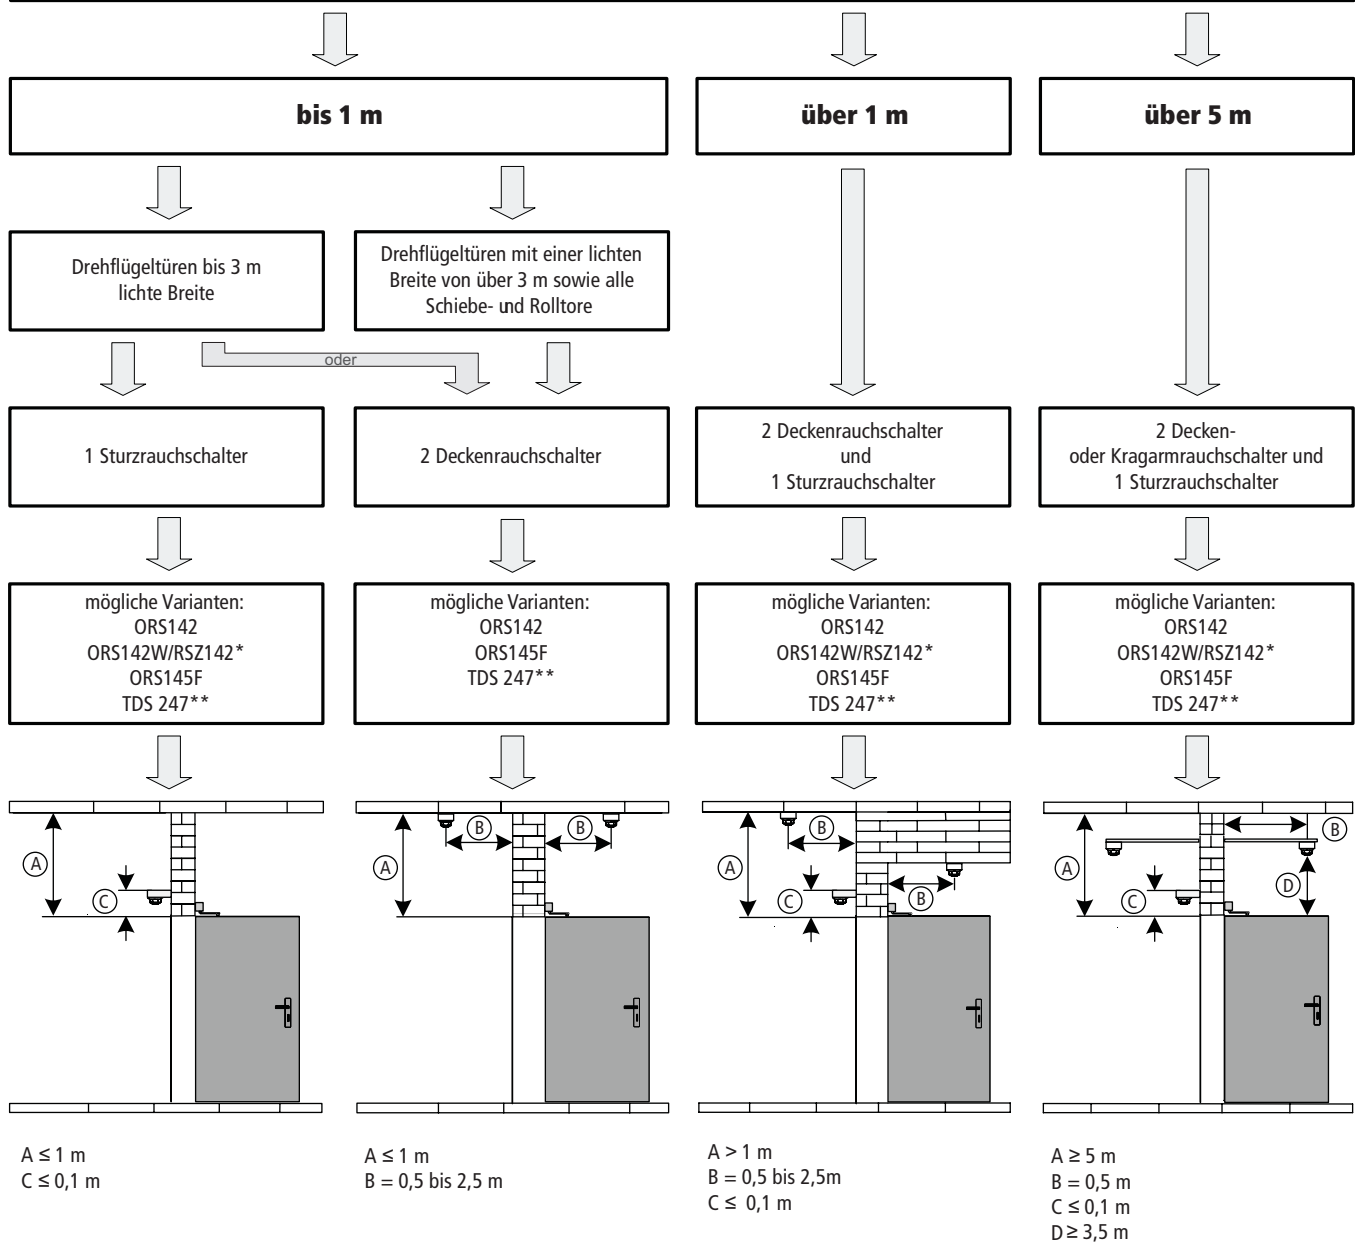 bis 1 m
über 1 m
über 5 m
Drehflügeltüren bis 3 m
lichte Breite
Drehflügeltüren mit einer lichten
Breite von über 3 m sowie alle
Schiebe- und Rolltore
oder
1 Sturzrauchschalter
2 Deckenrauchschalter
2 Deckenrauchschalter
und
1 Sturzrauchschalter
2 Decken-
oder Kragarmrauchschalter und
1 Sturzrauchschalter
mögliche Varianten:
ORS142
ORS142W/RSZ142*
ORS145F
TDS 247**
mögliche Varianten:
ORS142
ORS145F
TDS 247**
mögliche Varianten:
ORS142
ORS142W/RSZ142*
ORS145F
TDS 247**
mögliche Varianten:
ORS142
ORS142W/RSZ142*
ORS145F
TDS 247**
A
C
A
B
B
A
B
C
B
A
C
B
D
A ≤ 1 m
C ≤ 0,1 m
A ≤ 1 m
B = 0,5 bis 2,5 m
A > 1 m
B = 0,5 bis 2,5m
C ≤ 0,1 m
A ≥ 5 m
B = 0,5 m
C ≤ 0,1 m
D ≥ 3,5 m